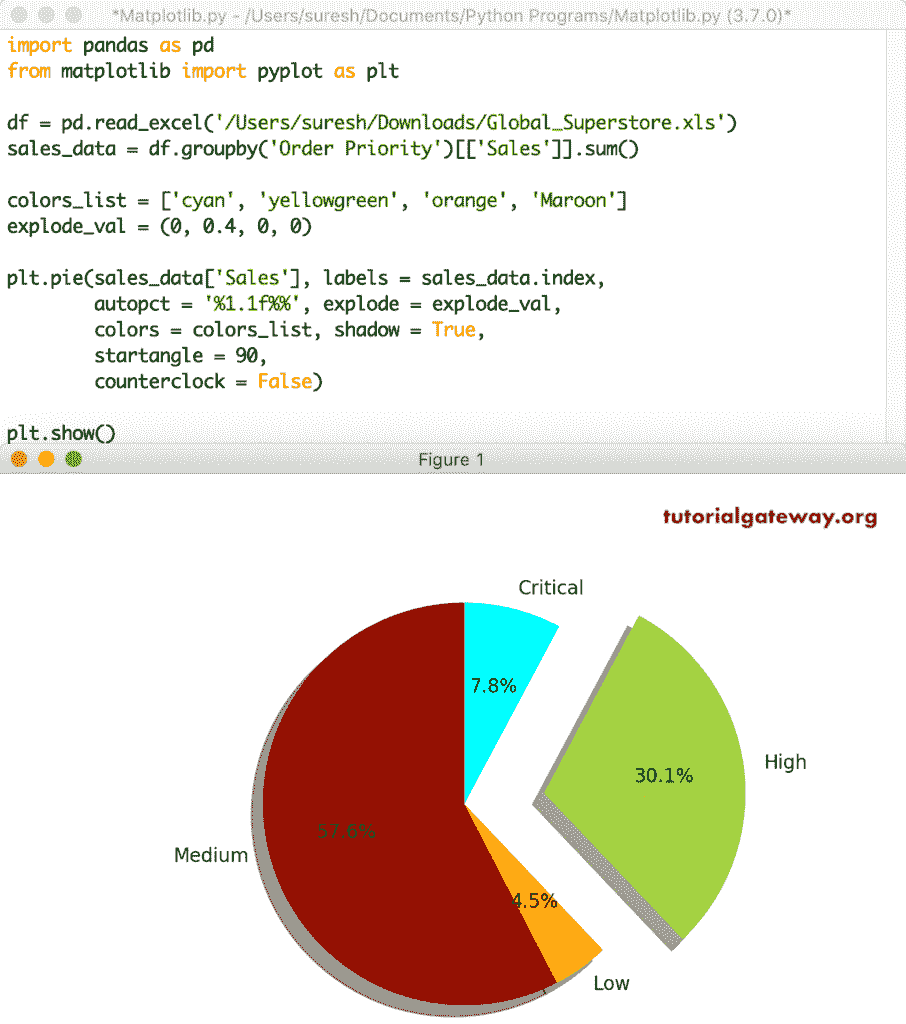 *Matplotlib.py - /Users/suresh/Documents/Python Programs/Matplotlib.py (3.7.0)*
import pandas as pd
from matplotlib import pyplot as plt
df = pd.read_excel('/Users/suresh/Downloads/Global_Superstore.xls')
sales_data = df.groupby('Order Priority')[['Sales']].sum()
colors_list = ['cyan', 'yellowgreen', 'orange', 'Maroon']
explode_val = (0, 0.4, 0, 0)
plt.pie(sales_data['Sales'], labels = sales_data.index,
autopct = '%1.1f%%', explode = explode_val,
colors = colors_list, shadow = True,
startangle = 90,
counterclock = False)
plt.show()
Figure 1
tutorialgateway.org
Critical
7.8%
High
30.1%
57.6%
Medium
4.5%
Low